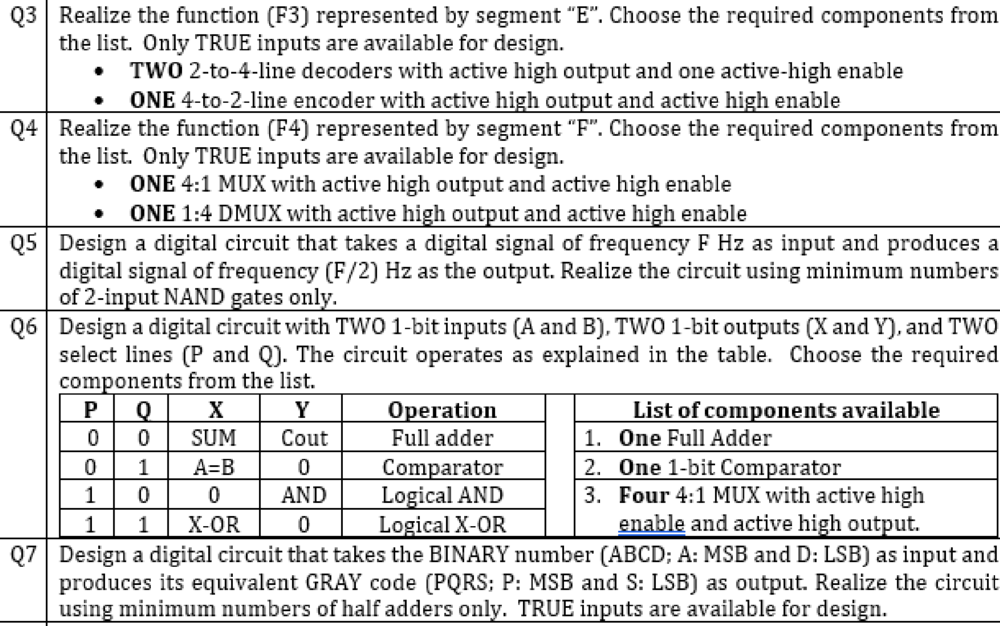 Q3 Realize the function (F3) represented by segment “E”. Choose the required components from
the list. Only TRUE inputs are available for design.
• TWO 2-to-4-line decoders with active high output and one active-high enable
• ONE 4-to-2-line encoder with active high output and active high enable
Q4 Realize the function (F4) represented by segment “F”. Choose the required components from
the list. Only TRUE inputs are available for design.
• ONE 4:1 MUX with active high output and active high enable
• ONE 1:4 DMUX with active high output and active high enable
Q5 Design a digital circuit that takes a digital signal of frequency F Hz as input and produces a
digital signal of frequency (F/2) Hz as the output. Realize the circuit using minimum numbers
of 2-input NAND gates only.
Q6 Design a digital circuit with TWO 1-bit inputs (A and B), TWO 1-bit outputs (X and Y), and TWO
select lines (P and Q). The circuit operates as explained in the table. Choose the required
components from the list.
P Q X Y Operation List of components available
0 0 SUM Cout Full adder 1. One Full Adder
0 1 A=B 0 Comparator 2. One 1-bit Comparator
1 0 0 AND Logical AND 3. Four 4:1 MUX with active high
1 1 X-OR 0 Logical X-OR enable and active high output.
Q7 Design a digital circuit that takes the BINARY number (ABCD; A: MSB and D: LSB) as input and
produces its equivalent GRAY code (PQRS; P: MSB and S: LSB) as output. Realize the circuit
using minimum numbers of half adders only. TRUE inputs are available for design.